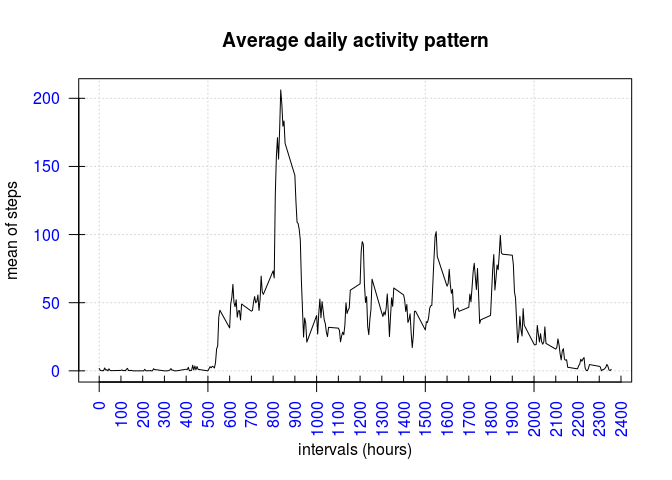 Average daily activity pattern
mean of steps
200
150
100
50
0
0 100 200 300 400 500 600 700 800 900 1000 1100 1200 1300 1400 1500 1600 1700 1800 1900 2000 2100 2200 2300 2400
intervals (hours)